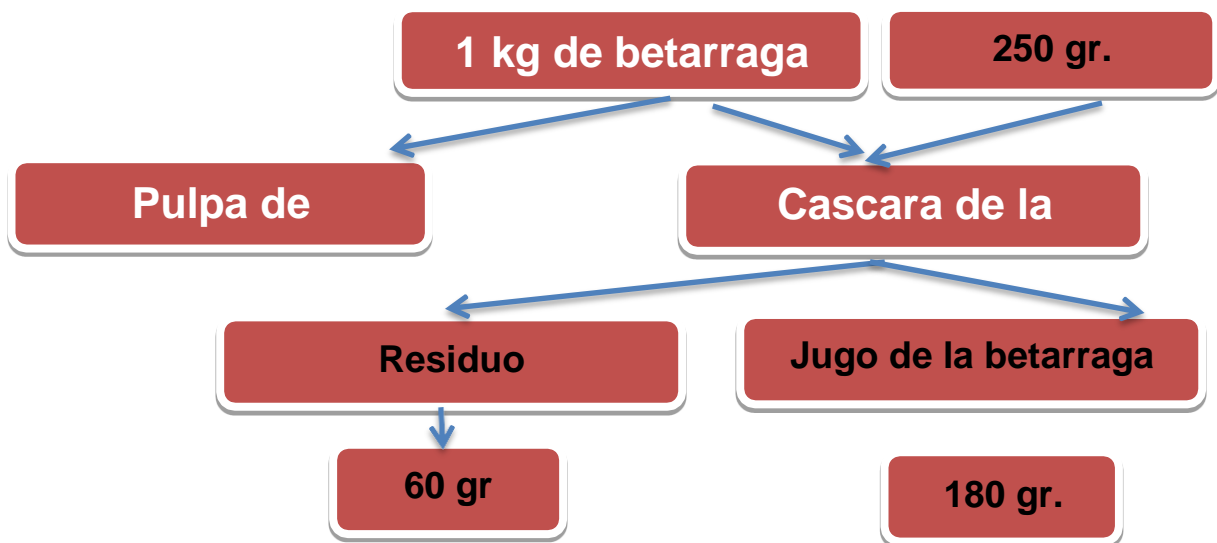 1 kg de betarraga
250 gr.
Pulpa de
Cascara de la
Residuo
Jugo de la betarraga
60 gr
180 gr.